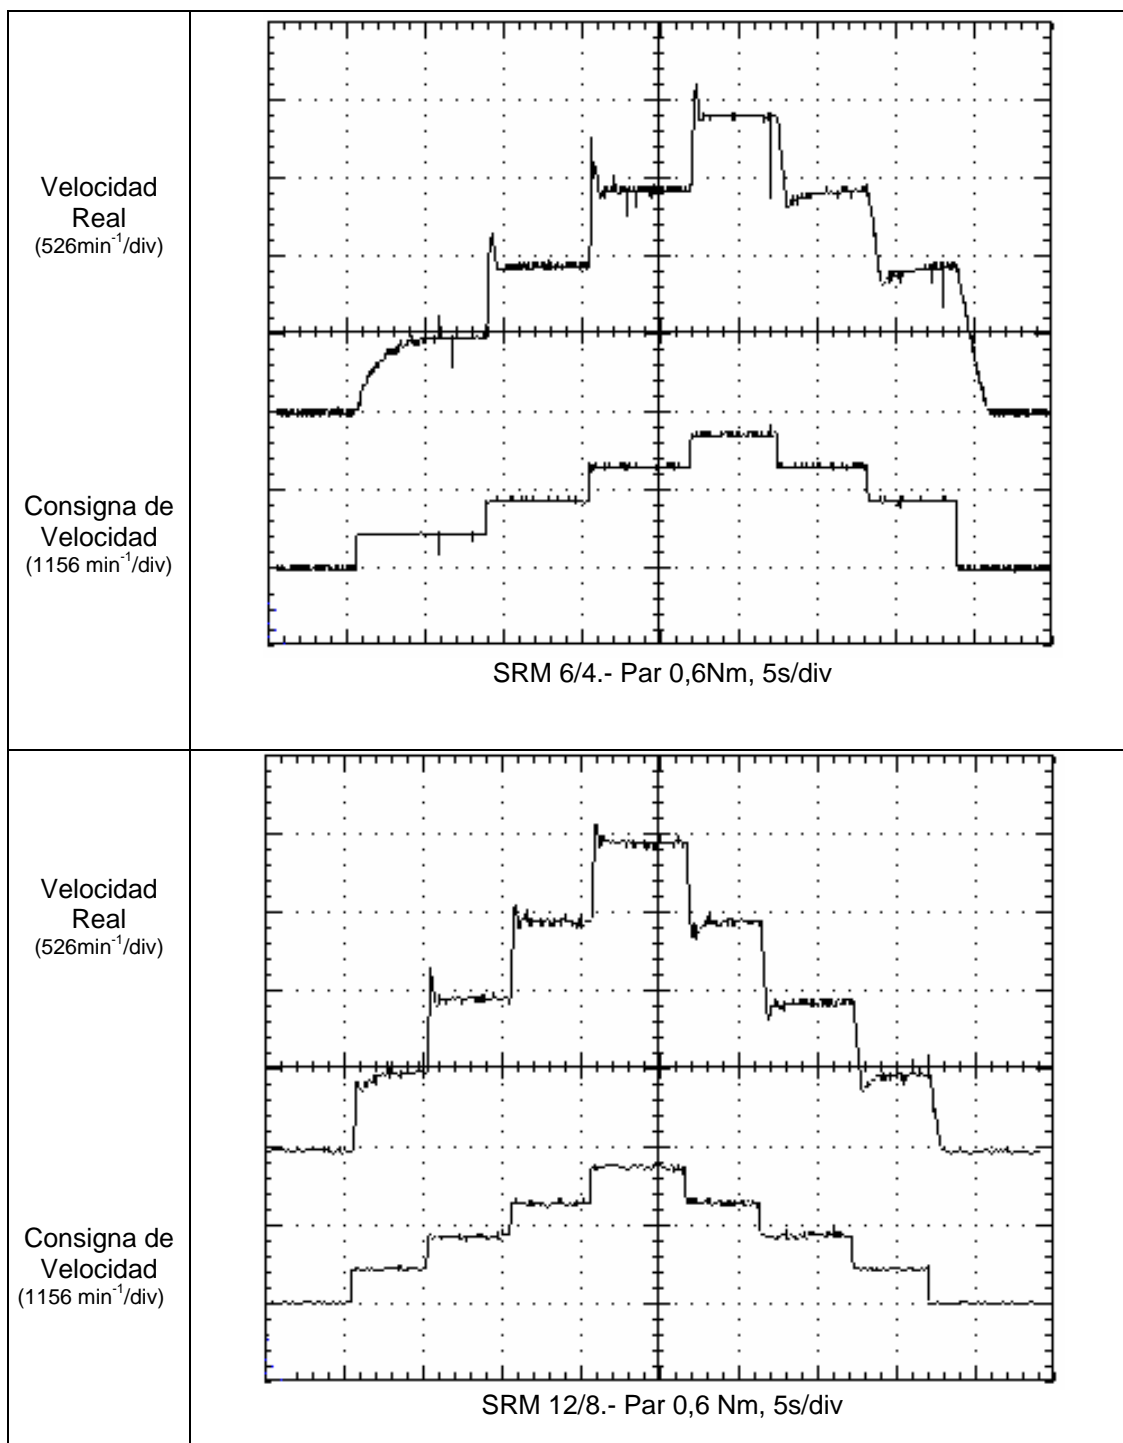 Velocidad
Real
(526min⁻¹/div)
Consigna de
Velocidad
(1156 min⁻¹/div)
SRM 6/4.- Par 0,6Nm, 5s/div
Velocidad
Real
(526min⁻¹/div)
Consigna de
Velocidad
(1156 min⁻¹/div)
SRM 12/8.- Par 0,6 Nm, 5s/div